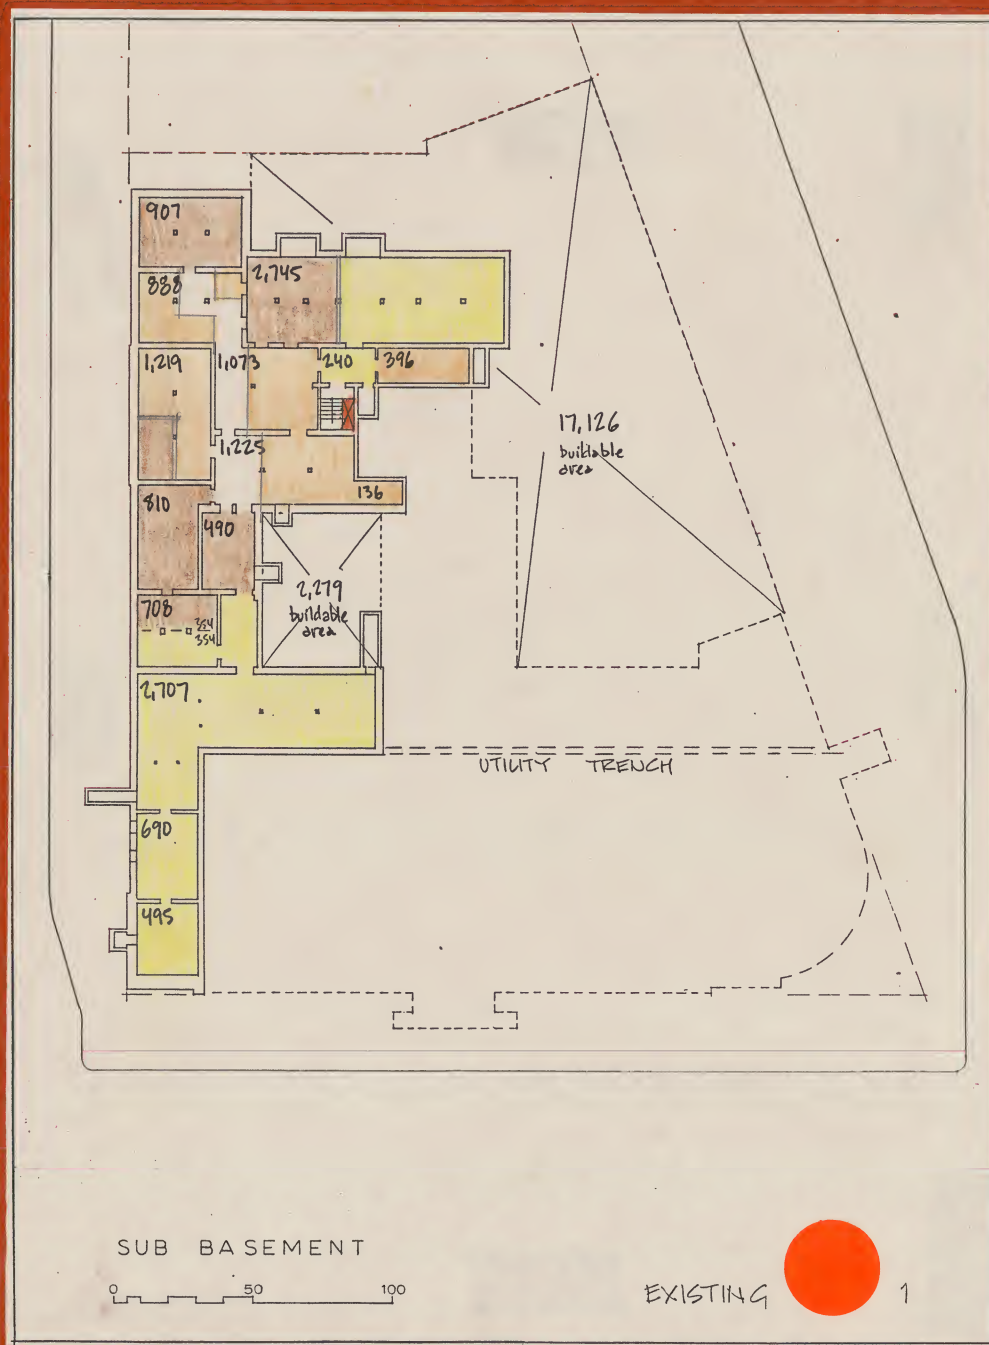 907
888
2,745
1,219
1,073
240
396
17,126
buildable
area
1,225
136
810
490
2,279
buildable
area
708
354
354
2,707
UTILITY TRENCH
690
495
SUB BASEMENT
0 50 100
EXISTING 1